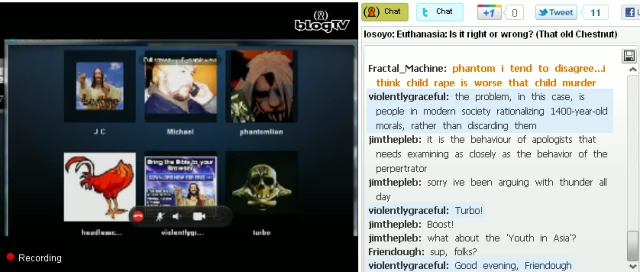 blogTV
J C
Michael
phantomlion
Bring the Bible to your
Browser
headleaac...
violentlygr...
turbo
Recording
Chat
Chat
+1
0
Tweet
11
losoyo: Euthanasia: Is it right or wrong? (That old Chestnut)
Fractal_Machine: phantom i tend to disagree...i
think child rape is worse that child murder
violentlygraceful: the problem, in this case, is
people in modern society rationalizing 1400-year-old
morals, rather than discarding them
jimthepleb: it is the behaviour of apologists that
needs examining as closely as the behavior of the
perpertrator
jimthepleb: sorry ive been arguing with thunder all
day
violentlygraceful: Turbo!
jimthepleb: Boost!
jimthepleb: what about the 'Youth in Asia'?
Friendough: sup, folks?
violentlygraceful: Good evening, Friendough